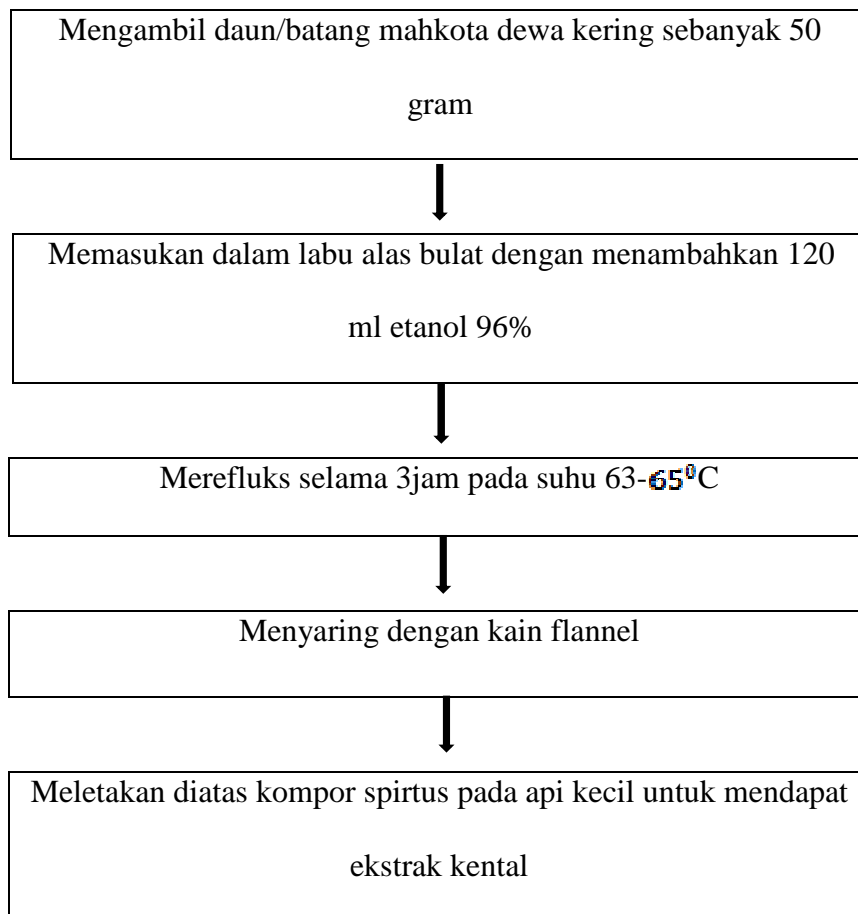 Mengambil daun/batang mahkota dewa kering sebanyak 50
gram
Memasukan dalam labu alas bulat dengan menambahkan 120
ml etanol 96%
Merefluks selama 3jam pada suhu 63-65⁰C
Menyaring dengan kain flannel
Meletakan diatas kompor spirtus pada api kecil untuk mendapat
ekstrak kental